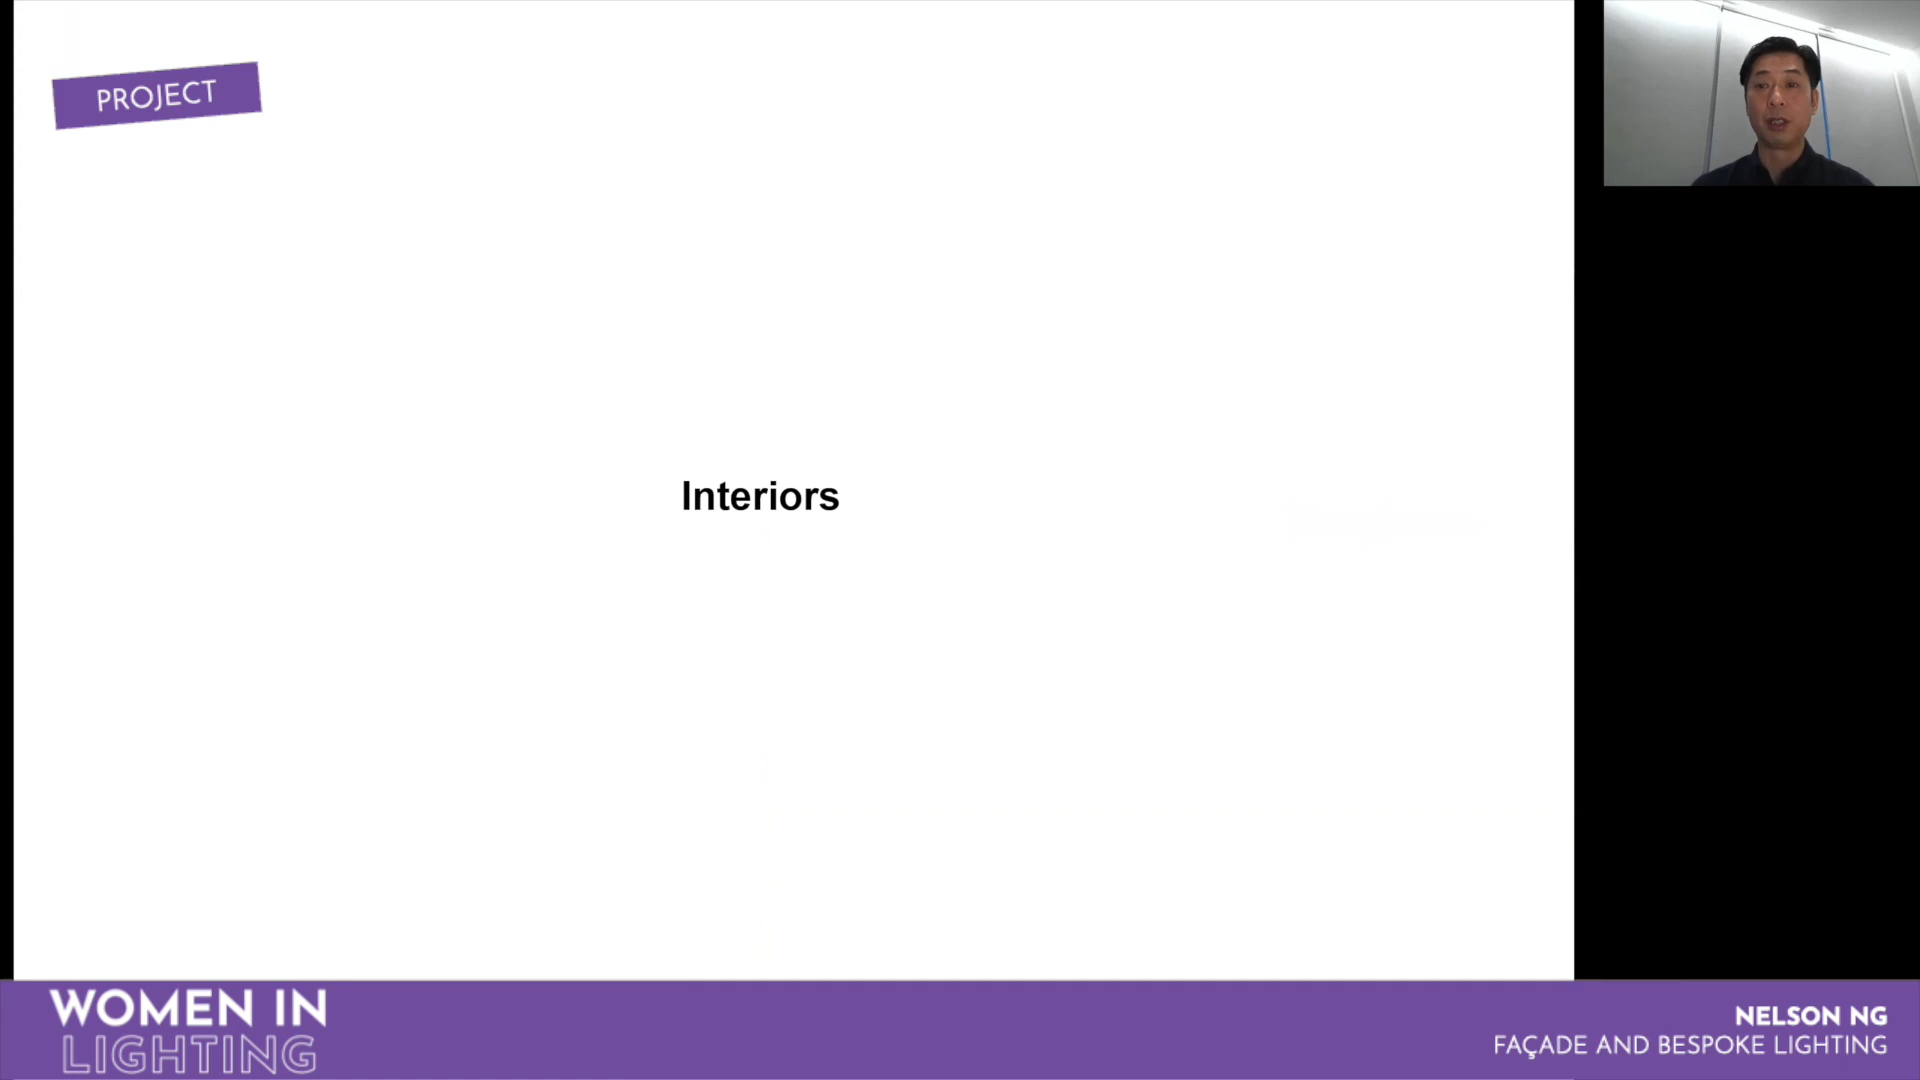 PROJECT
Interiors
WOMEN IN
LIGHTING
NELSON NG
FAÇADE AND BESPOKE LIGHTING